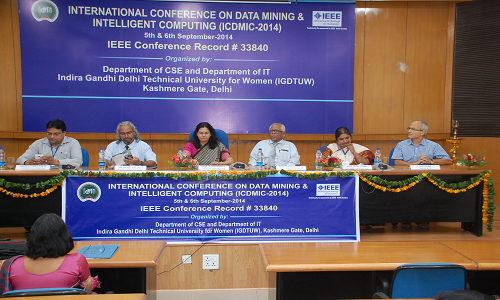 INTERNATIONAL CONFERENCE ON DATA MINING &
INTELLIGENT COMPUTING (ICDMIC-2014)
IEEE
5th & 6th September-2014
IEEE Conference Record # 33840
Organized by:
Department of CSE and Department of IT
Indira Gandhi Delhi Technical University for Women (IGDTUW)
Kashmere Gate, Delhi
INTERNATIONAL CONFERENCE ON DATA MINING &
INTELLIGENT COMPUTING (ICDMIC-2014)
IEEE
5th & 6th September-2014
IEEE Conference Record # 33840
Organized by:
Department of CSE and Department of IT
Indira Gandhi Delhi Technical University for Women (IGDTUW), Kashmere Gate, Delhi